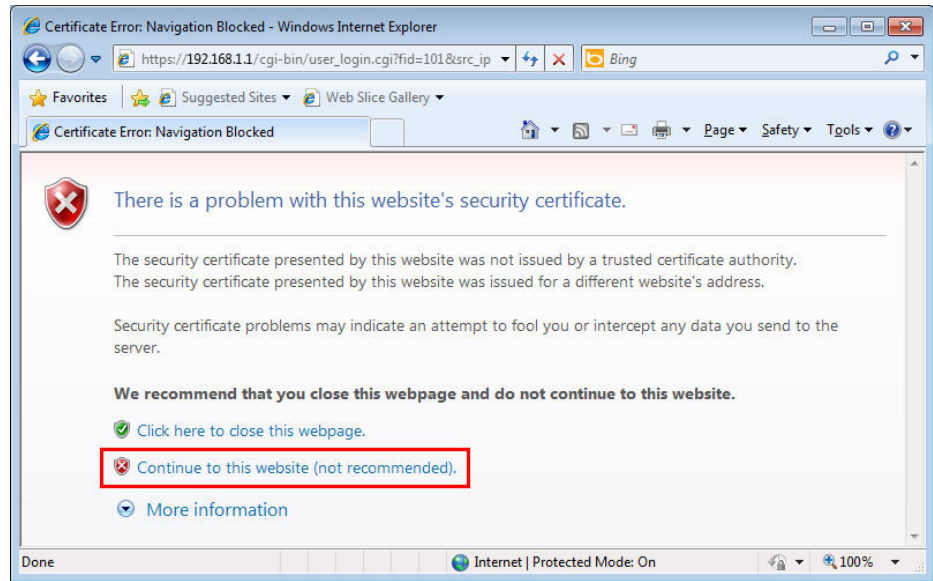 Certificate Error: Navigation Blocked - Windows Internet Explorer
https://192.168.1.1/cgi-bin/user_login.cgi?fid=101&src_ip
Bing
Favorites Suggested Sites Web Slice Gallery
Certificate Error: Navigation Blocked Page Safety Tools
There is a problem with this website's security certificate.
The security certificate presented by this website was not issued by a trusted certificate authority.
The security certificate presented by this website was issued for a different website's address.
Security certificate problems may indicate an attempt to fool you or intercept any data you send to the
server.
We recommend that you close this webpage and do not continue to this website.
Click here to close this webpage.
Continue to this website (not recommended).
More information
Done Internet | Protected Mode: On 100%